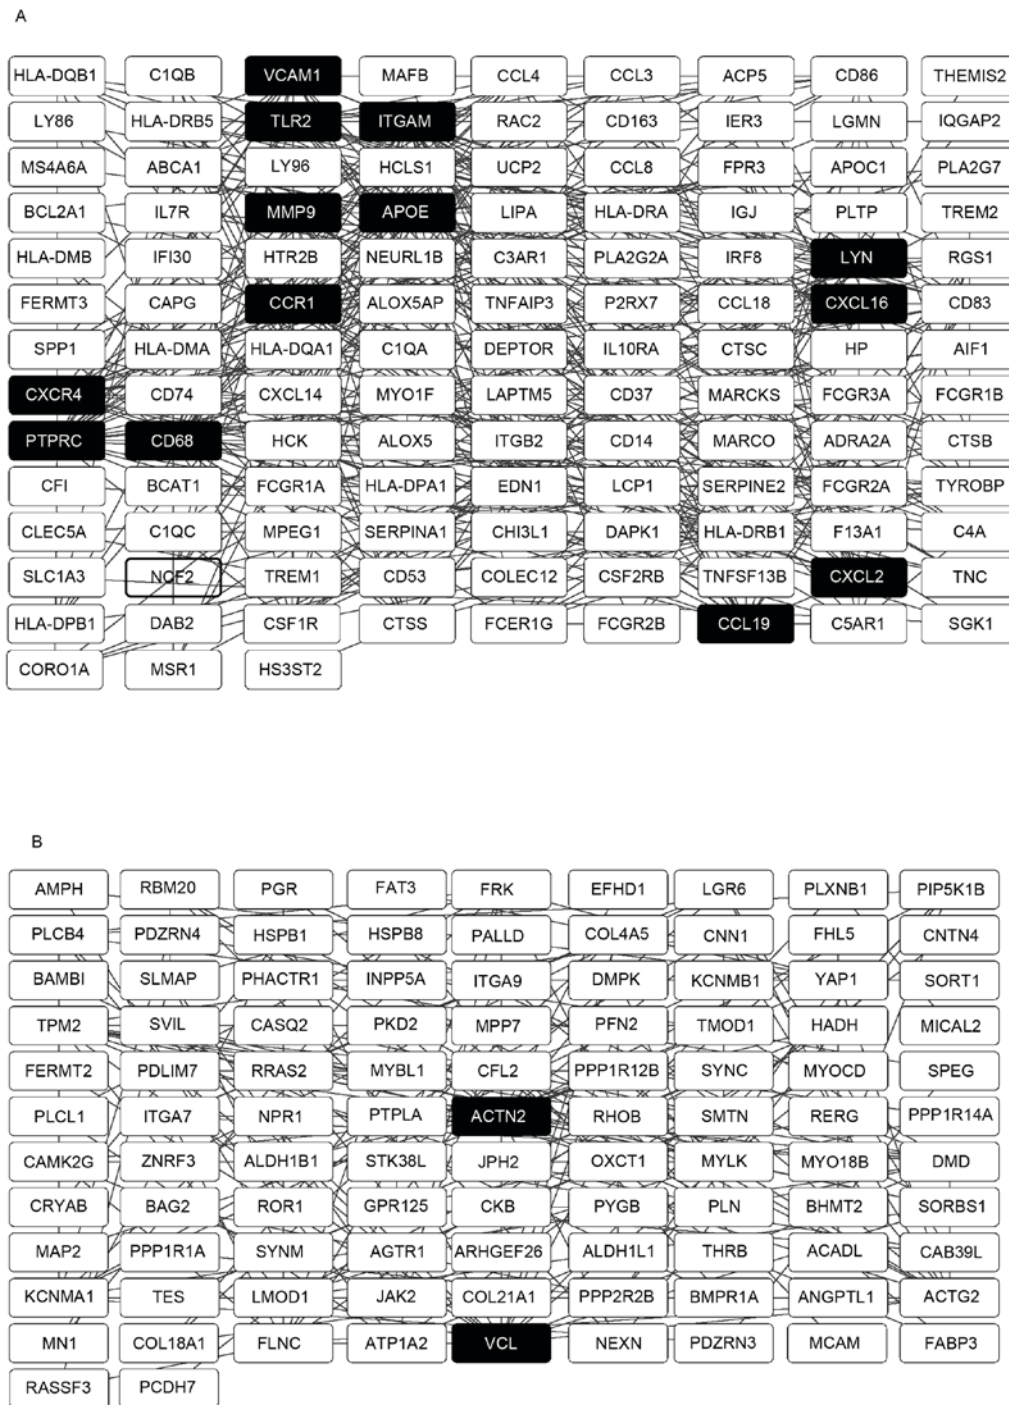 A
HLA-DQB1 C1QB VCAM1 MAFB CCL4 CCL3 ACP5 CD86 THEMIS2
LY86 HLA-DRB5 TLR2 ITGAM RAC2 CD163 IER3 LGMN IQGAP2
MS4A6A ABCA1 LY96 HCLS1 UCP2 CCL8 FPR3 APOC1 PLA2G7
BCL2A1 IL7R MMP9 APOE LIPA HLA-DRA IGJ PLTP TREM2
HLA-DMB IFI30 HTR2B NEURL1B C3AR1 PLA2G2A IRF8 LYN RGS1
FERMT3 CAPG CCR1 ALOX5AP TNFAIP3 P2RX7 CCL18 CXCL16 CD83
SPP1 HLA-DMA HLA-DQA1 C1QA DEPTOR IL10RA CTSC HP AIF1
CXCR4 CD74 CXCL14 MYO1F LAPTM5 CD37 MARCKS FCGR3A FCGR1B
PTPRC CD68 HCK ALOX5 ITGB2 CD14 MARCO ADRA2A CTSB
CFI BCAT1 FCGR1A HLA-DPA1 EDN1 LCP1 SERPINE2 FCGR2A TYROBP
CLEC5A C1QC MPEG1 SERPINA1 CHI3L1 DAPK1 HLA-DRB1 F13A1 C4A
SLC1A3 NCF2 TREM1 CD53 COLEC12 CSF2RB TNFSF13B CXCL2 TNC
HLA-DPB1 DAB2 CSF1R CTSS FCER1G FCGR2B CCL19 C5AR1 SGK1
CORO1A MSR1 HS3ST2
B
AMPH RBM20 PGR FAT3 FRK EFHD1 LGR6 PLXNB1 PIP5K1B
PLCB4 PDZRN4 HSPB1 HSPB8 PALLD COL4A5 CNN1 FHL5 CNTN4
BAMBI SLMAP PHACTR1 INPP5A ITGA9 DMPK KCNMB1 YAP1 SORT1
TPM2 SVIL CASQ2 PKD2 MPP7 PFN2 TMOD1 HADH MICAL2
FERMT2 PDLIM7 RRAS2 MYBL1 CFL2 PPP1R12B SYNC MYOCD SPEG
PLCL1 ITGA7 NPR1 PTPLA ACTN2 RHOB SMTN RERG PPP1R14A
CAMK2G ZNRF3 ALDH1B1 STK38L JPH2 OXCT1 MYLK MYO18B DMD
CRYAB BAG2 ROR1 GPR125 CKB PYGB PLN BHMT2 SORBS1
MAP2 PPP1R1A SYNM AGTR1 ARHGEF26 ALDH1L1 THRB ACADL CAB39L
KCNMA1 TES LMOD1 JAK2 COL21A1 PPP2R2B BMPR1A ANGPTL1 ACTG2
MN1 COL18A1 FLNC ATP1A2 VCL NEXN PDZRN3 MCAM FABP3
RASSF3 PCDH7